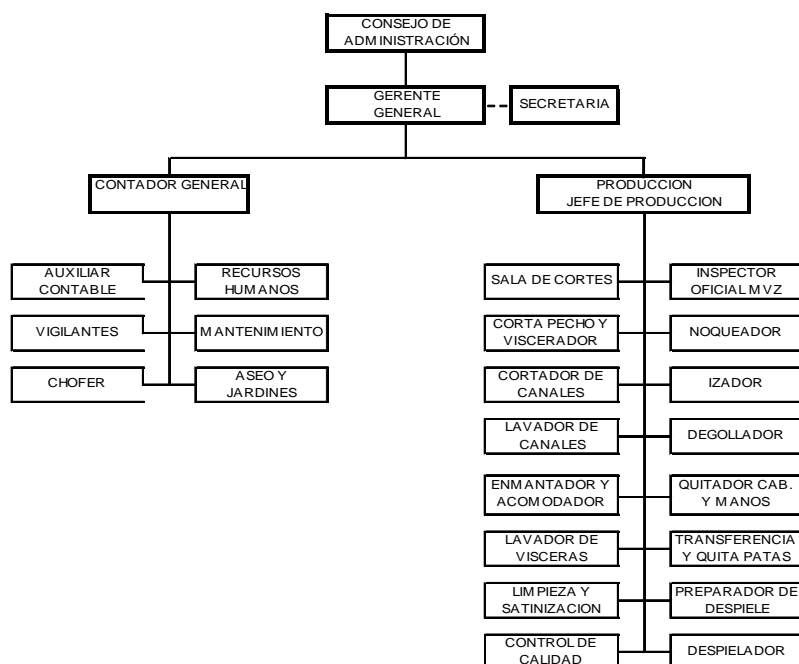 CONSEJO DE
ADMINISTRACIÓN
GERENTE
GENERAL
SECRETARIA
CONTADOR GENERAL
PRODUCCION
JEFE DE PRODUCCION
AUXILIAR
CONTABLE
RECURSOS
HUMANOS
VIGILANTES
MANTENIMIENTO
CHOFER
ASEO Y
JARDINES
SALA DE CORTES
INSPECTOR
OFICIAL MVZ
CORTA PECHO Y
VISCERADOR
NOQUEADOR
CORTADOR DE
CANALES
IZADOR
LAVADOR DE
CANALES
DEGOLLADOR
ENMANTADOR Y
ACOMODADOR
QUITADOR CAB.
Y MANOS
LAVADOR DE
VISCERAS
TRANSFERENCIA
Y QUITA PATAS
LIMPIEZA Y
SATINIZACION
PREPARADOR DE
DESPIELE
CONTROL DE
CALIDAD
DESPIELADOR